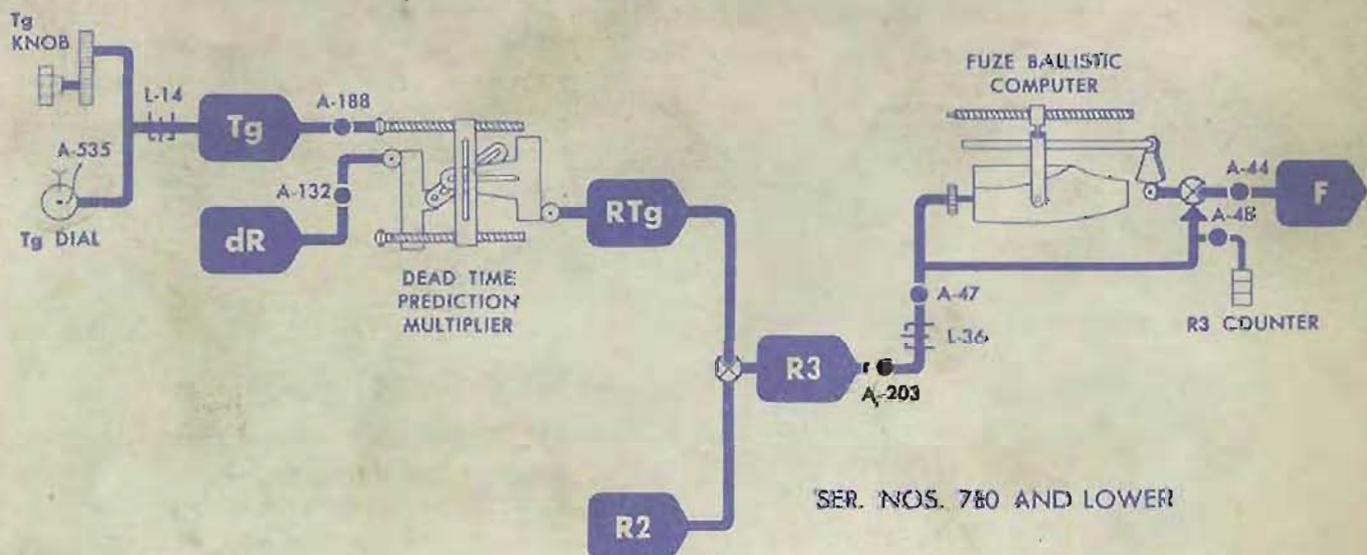 Tg
KNOB
L-14
Tg
A-188
A-535
Tg DIAL
A-132
dR
DEAD TIME
PREDICTION
MULTIPLIER
RTg
R2
R3
A-203
L-36
A-47
FUZE BALLISTIC
COMPUTER
A-44
F
A-48
R3 COUNTER
SER. NOS. 780 AND LOWER